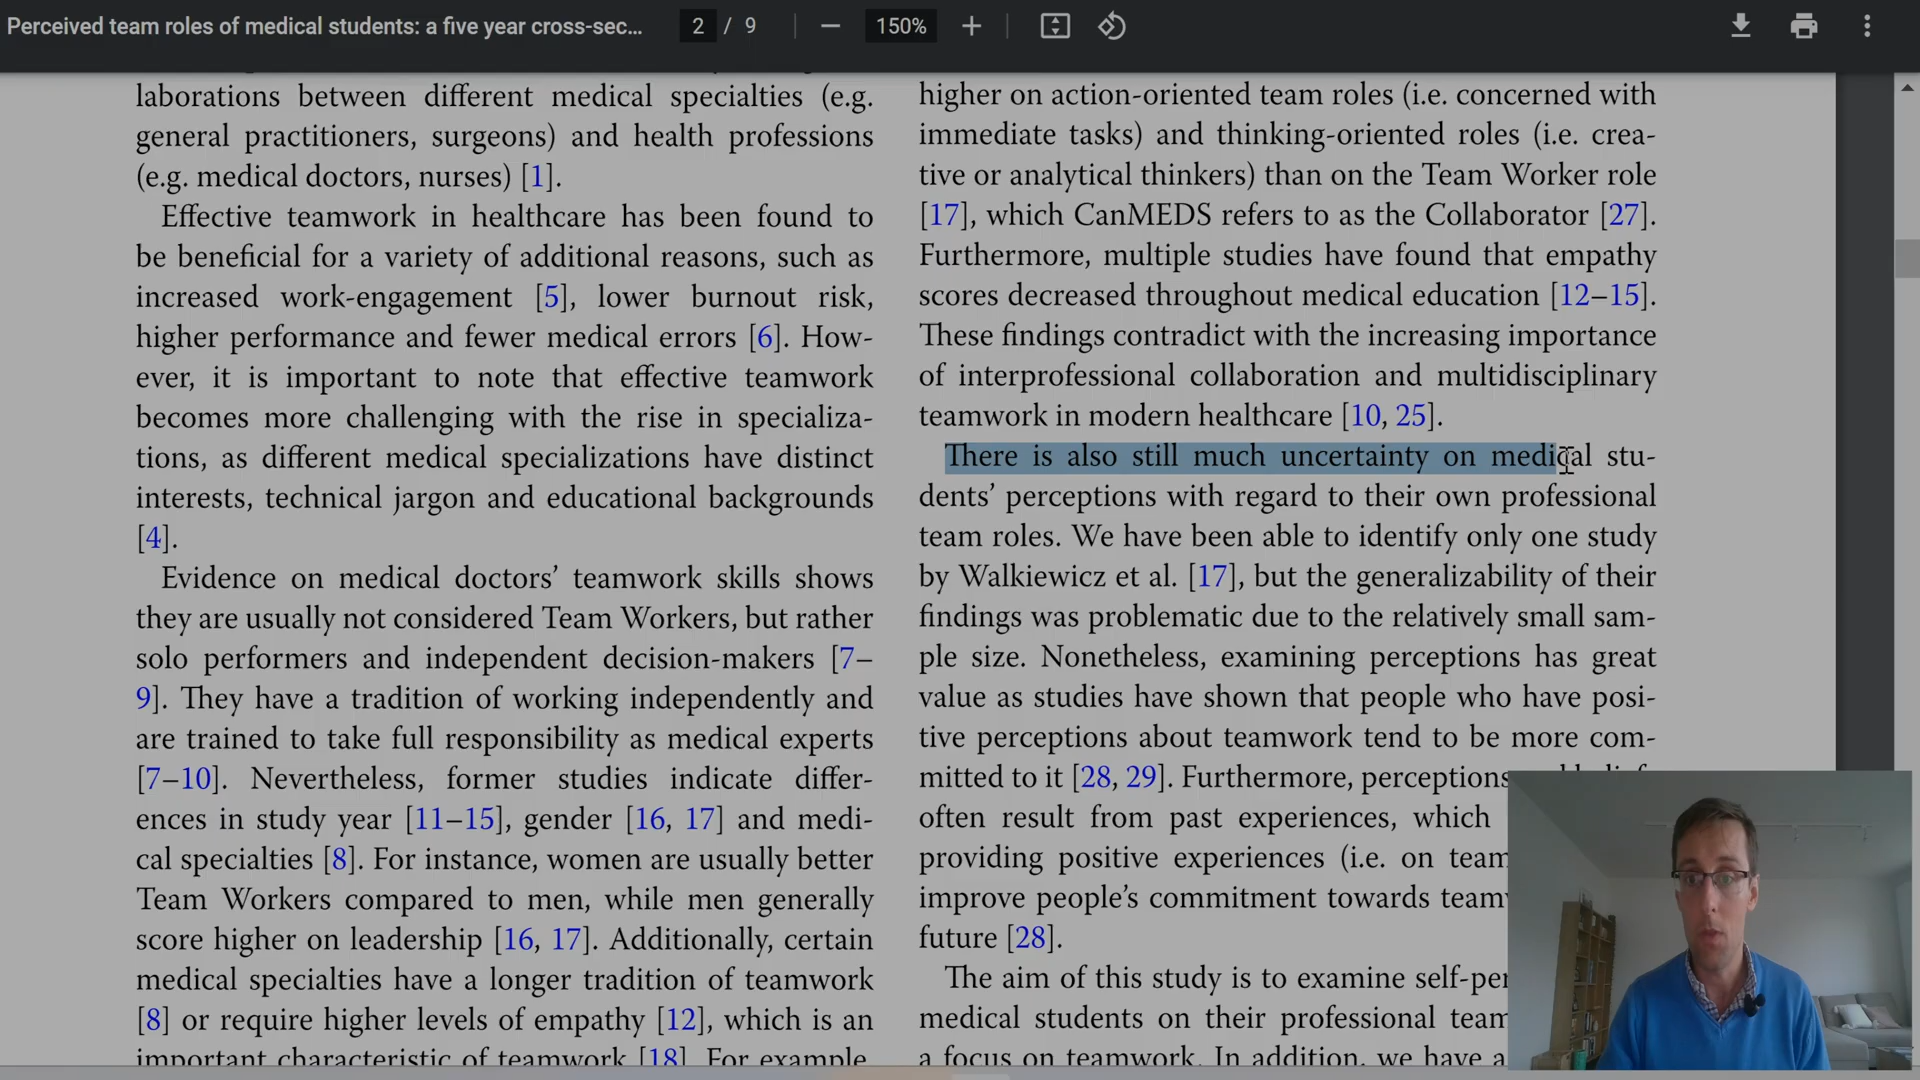 Perceived team roles of medical students: a five year cross-sec...
2 / 9
150%
laborations between different medical specialties (e.g.
general practitioners, surgeons) and health professions
(e.g. medical doctors, nurses) [1].
Effective teamwork in healthcare has been found to
be beneficial for a variety of additional reasons, such as
increased work-engagement [5], lower burnout risk,
higher performance and fewer medical errors [6]. How-
ever, it is important to note that effective teamwork
becomes more challenging with the rise in specializa-
tions, as different medical specializations have distinct
interests, technical jargon and educational backgrounds
[4].
Evidence on medical doctors’ teamwork skills shows
they are usually not considered Team Workers, but rather
solo performers and independent decision-makers [7–
9]. They have a tradition of working independently and
are trained to take full responsibility as medical experts
[7–10]. Nevertheless, former studies indicate differ-
ences in study year [11–15], gender [16, 17] and medi-
cal specialties [8]. For instance, women are usually better
Team Workers compared to men, while men generally
score higher on leadership [16, 17]. Additionally, certain
medical specialties have a longer tradition of teamwork
[8] or require higher levels of empathy [12], which is an
important characteristic of teamwork [18]. For example,
higher on action-oriented team roles (i.e. concerned with
immediate tasks) and thinking-oriented roles (i.e. crea-
tive or analytical thinkers) than on the Team Worker role
[17], which CanMEDS refers to as the Collaborator [27].
Furthermore, multiple studies have found that empathy
scores decreased throughout medical education [12–15].
These findings contradict with the increasing importance
of interprofessional collaboration and multidisciplinary
teamwork in modern healthcare [10, 25].
There is also still much uncertainty on medical stu-
dents’ perceptions with regard to their own professional
team roles. We have been able to identify only one study
by Walkiewicz et al. [17], but the generalizability of their
findings was problematic due to the relatively small sam-
ple size. Nonetheless, examining perceptions has great
value as studies have shown that people who have posi-
tive perceptions about teamwork tend to be more com-
mitted to it [28, 29]. Furthermore, perceptions
often result from past experiences, which
providing positive experiences (i.e. on team
improve people’s commitment towards team
future [28].
The aim of this study is to examine self-per
medical students on their professional team
a focus on teamwork. In addition, we have a